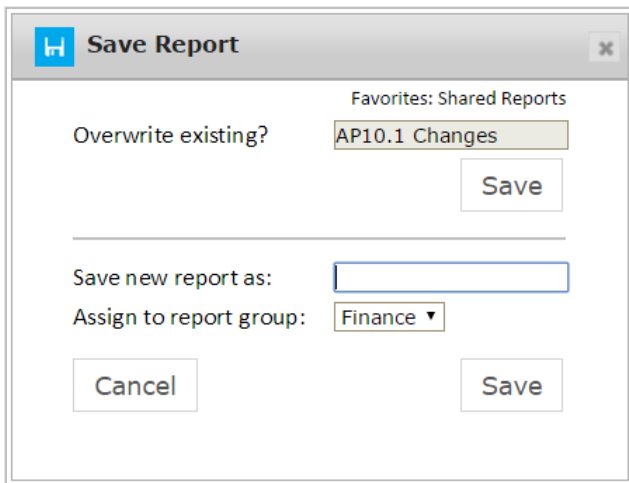 Save Report
Favorites: Shared Reports
Overwrite existing? AP10.1 Changes
Save
Save new report as:
Assign to report group: Finance
Cancel Save